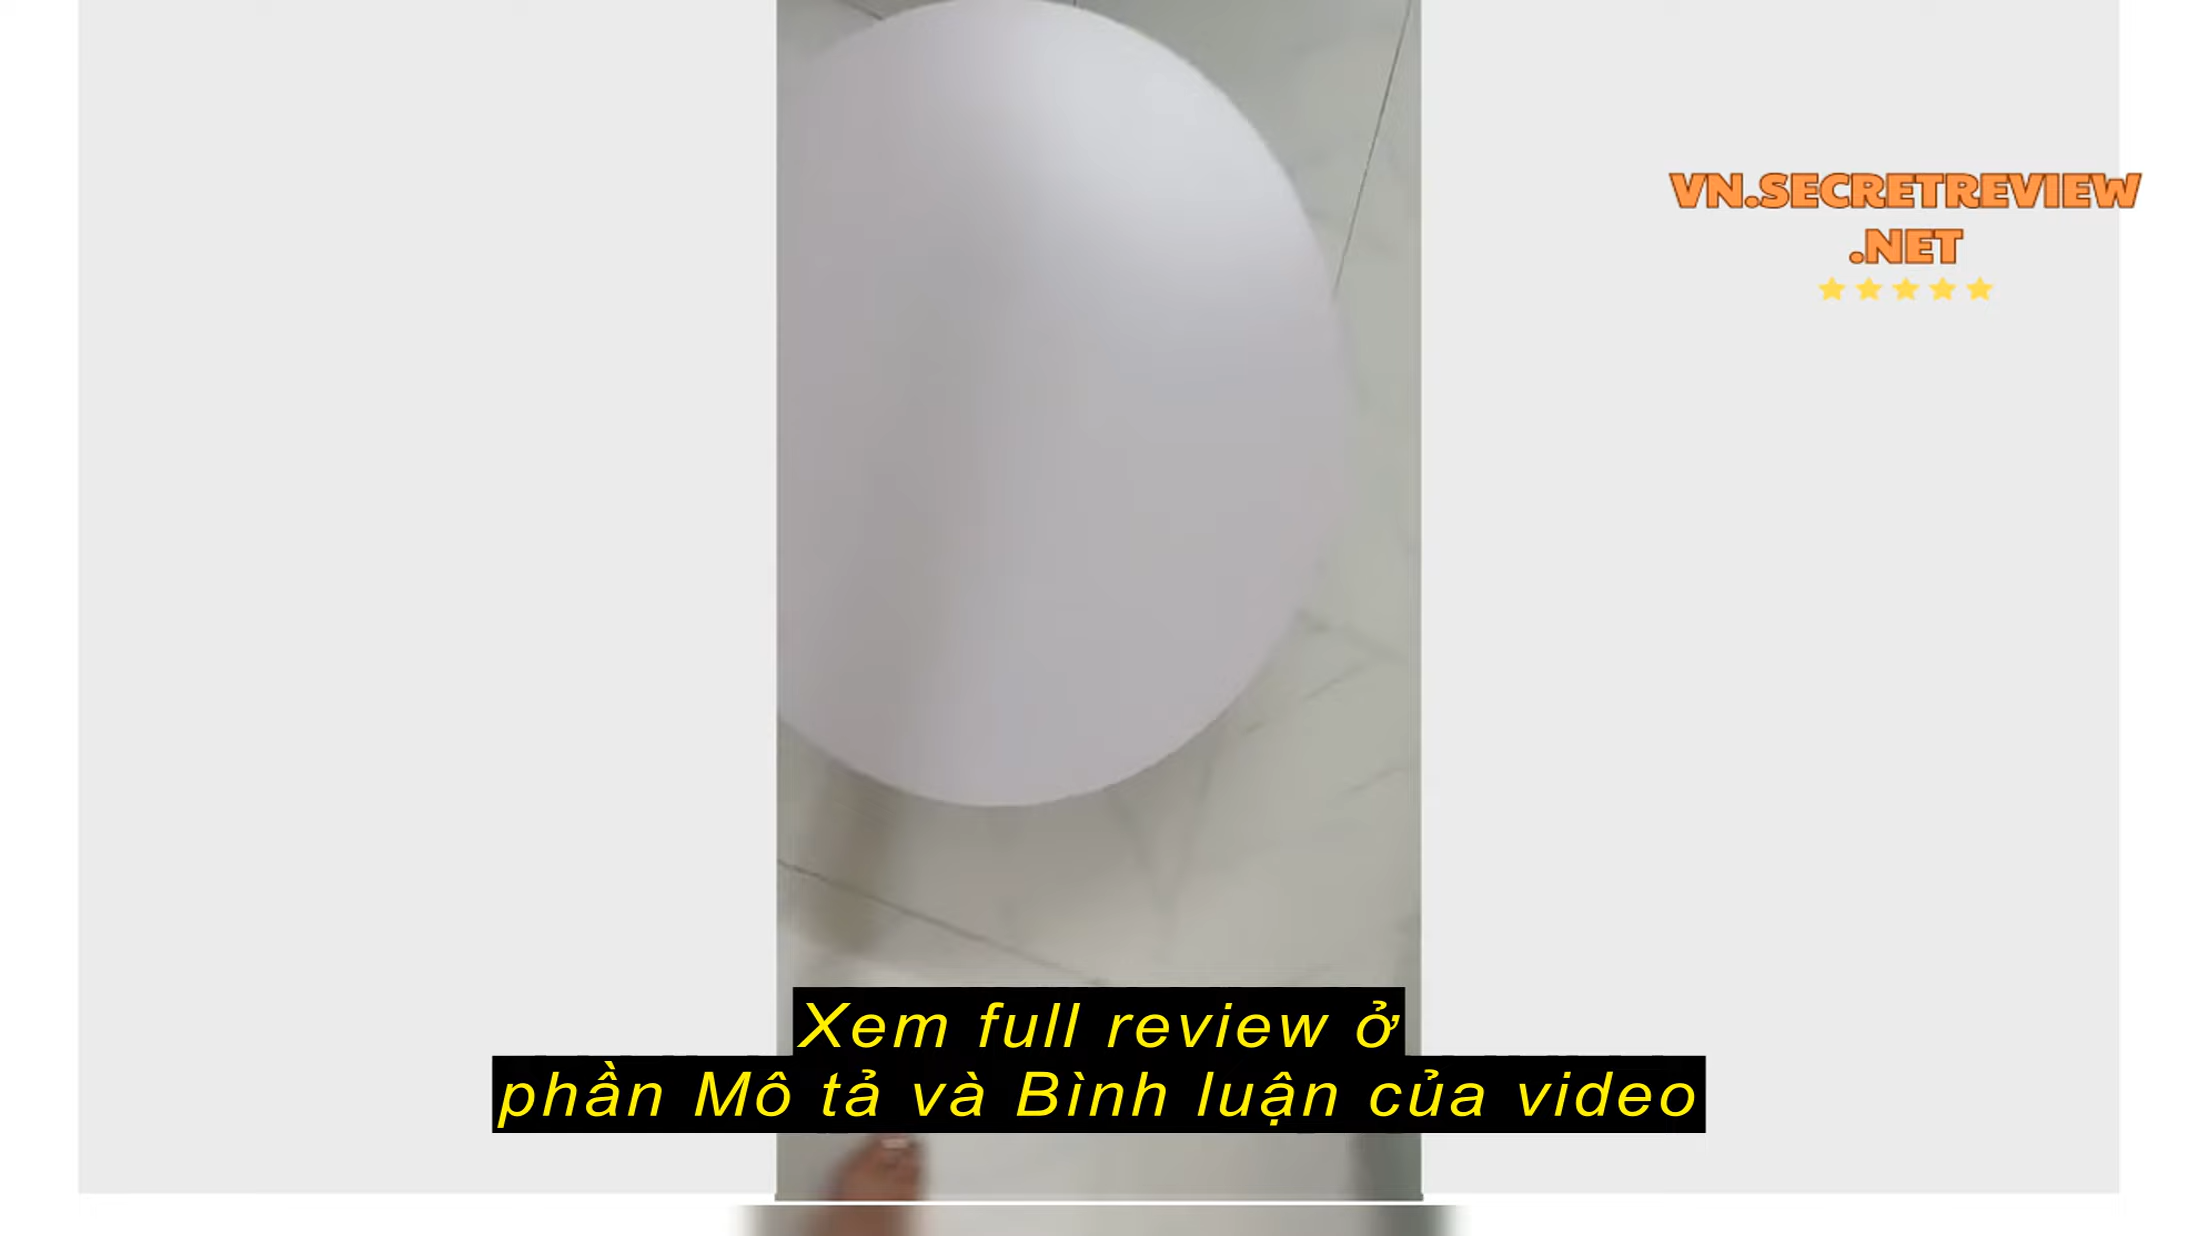 VN.SECRETREVIEW
.NET
Xem full review ở
phần Mô tả và Bình luận của video